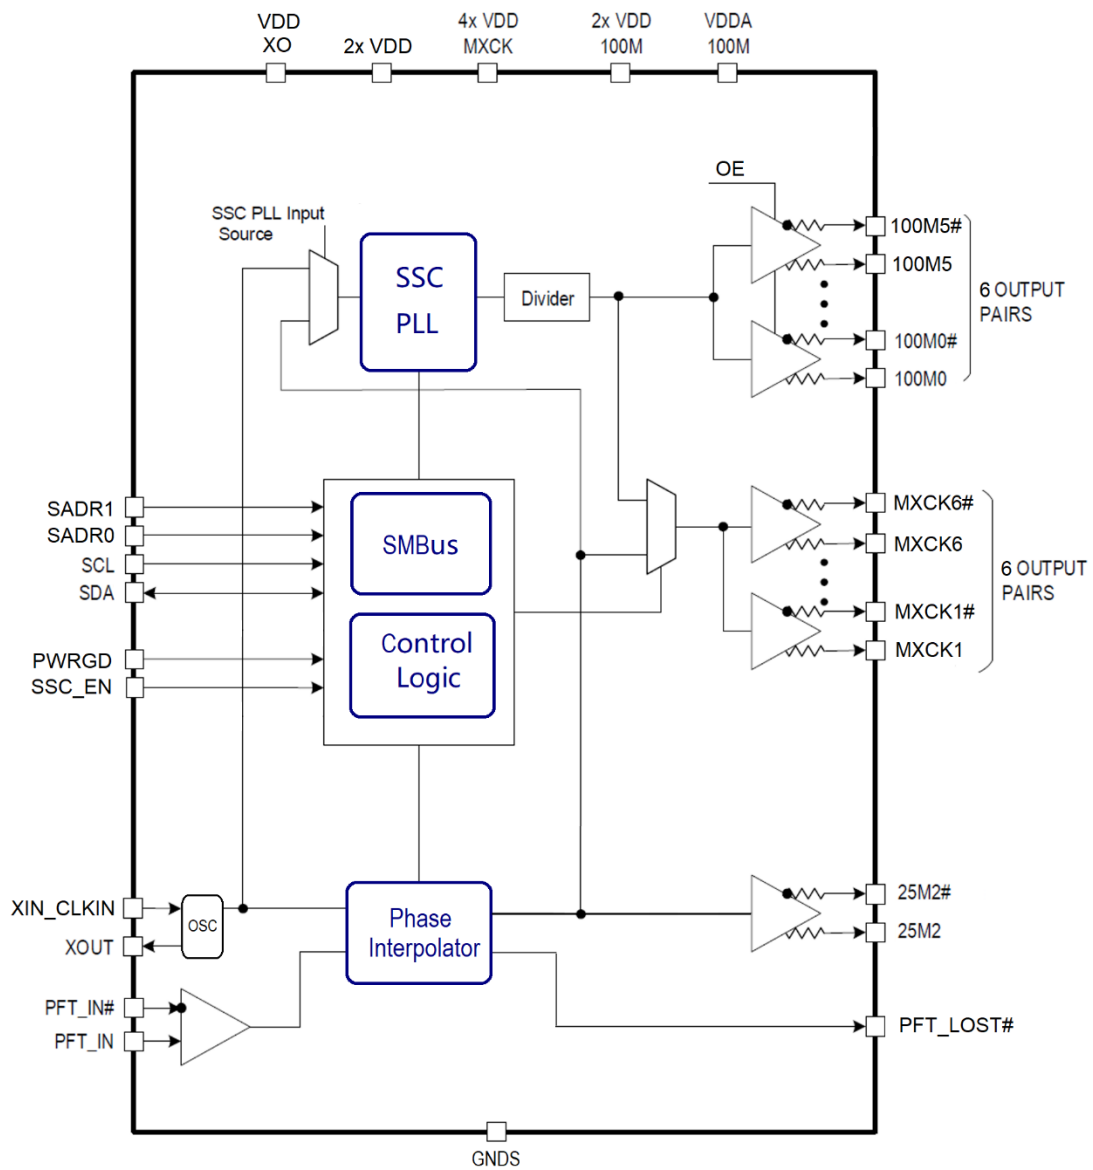 VDD
XO
2x VDD
4x VDD
MXCK
2x VDD
100M
VDDA
100M
OE
SSC PLL Input
Source
SSC
PLL
Divider
100M5#
100M5
100M0#
100M0
6 OUTPUT
PAIRS
SADR1
SADR0
SCL
SDA
PWRGD
SSC_EN
SMBus
Control
Logic
MXCK6#
MXCK6
MXCK1#
MXCK1
6 OUTPUT
PAIRS
XIN_CLKIN
XOUT
OSC
PFT_IN#
PFT_IN
Phase
Interpolator
25M2#
25M2
PFT_LOST#
GNDS